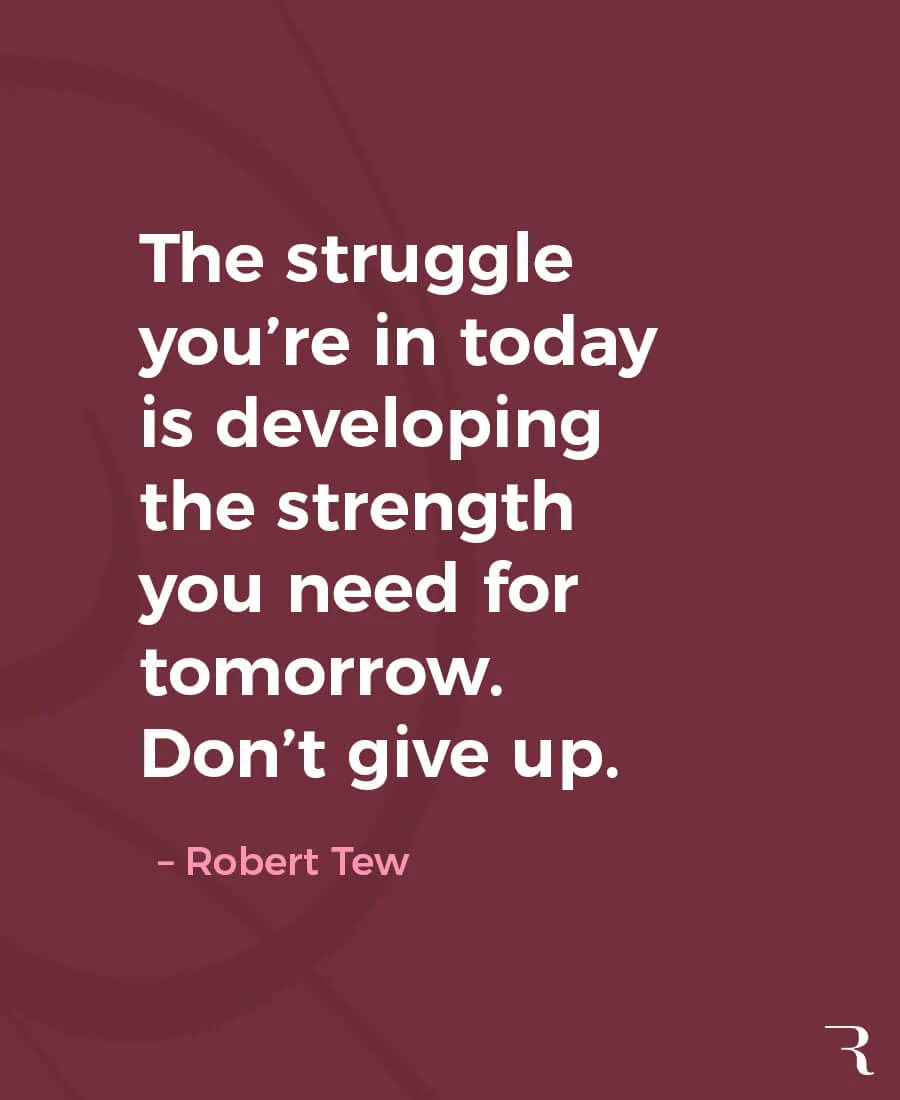 The struggle
you’re in today
is developing
the strength
you need for
tomorrow.
Don’t give up.
– Robert Tew
R